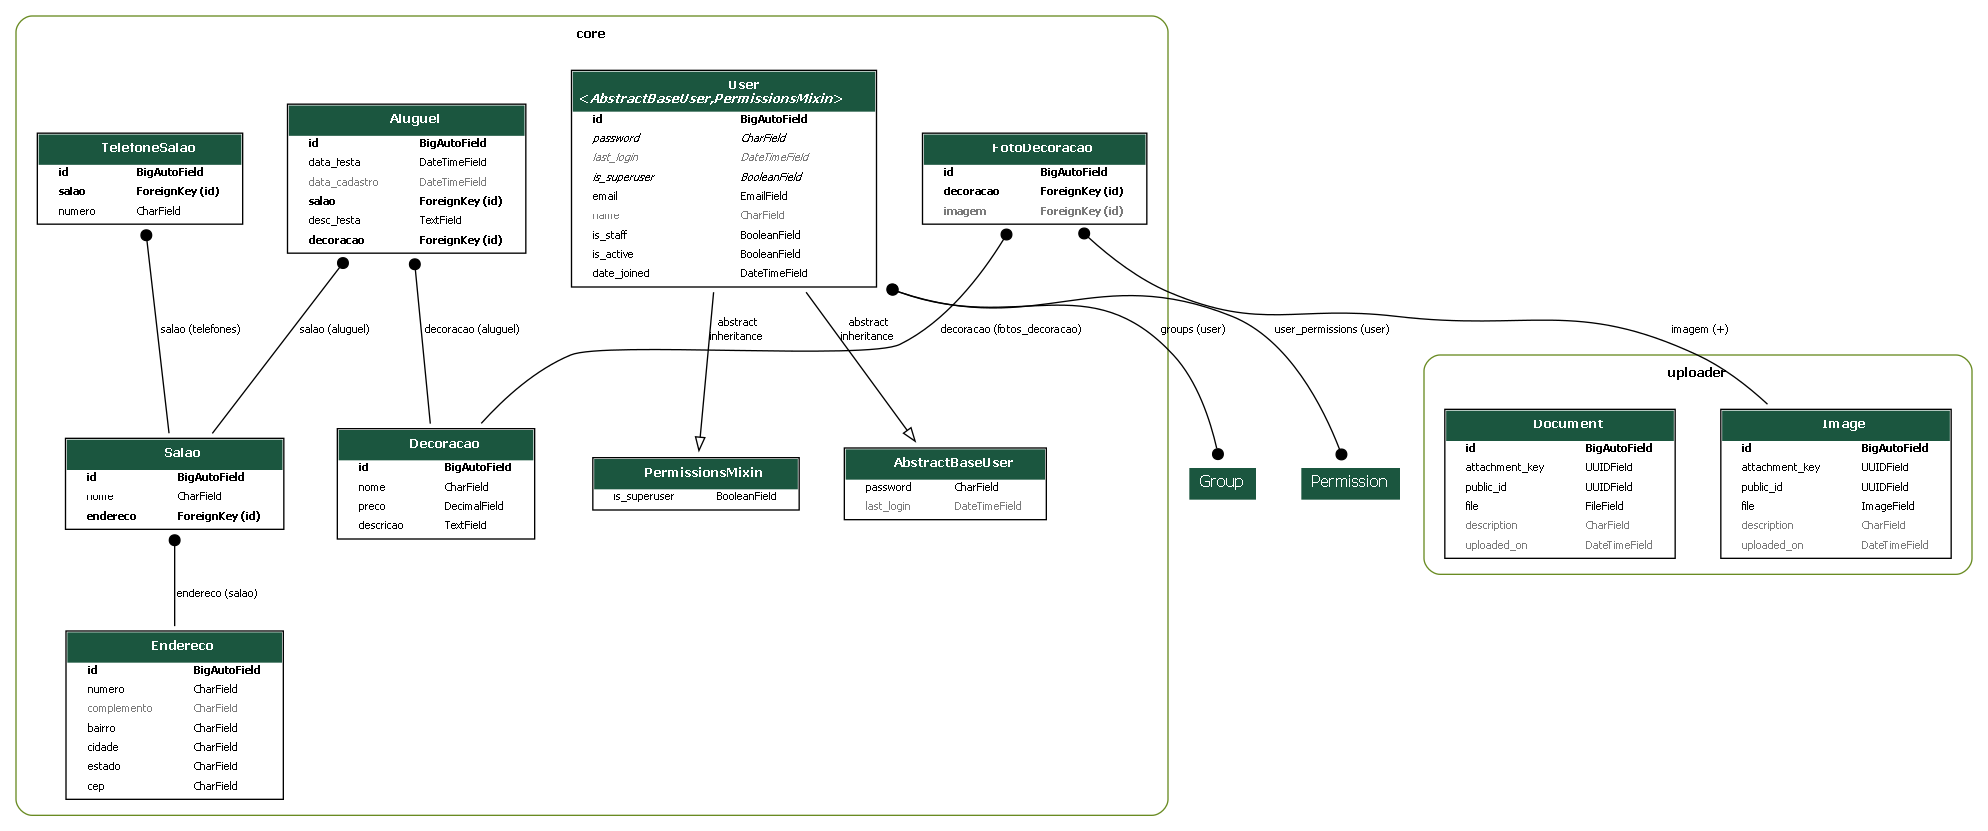 core
TelefoneSalao
id BigAutoField
salao ForeignKey (id)
numero CharField
Aluguel
id BigAutoField
data_festa DateTimeField
data_cadastro DateTimeField
salao ForeignKey (id)
desc_festa TextField
decoracao ForeignKey (id)
User
<AbstractBaseUser,PermissionsMixin>
id BigAutoField
password CharField
last_login DateTimeField
is_superuser BooleanField
email EmailField
name CharField
is_staff BooleanField
is_active BooleanField
date_joined DateTimeField
FotoDecoracao
id BigAutoField
decoracao ForeignKey (id)
imagem ForeignKey (id)
salao (telefones)
salao (aluguel)
decoracao (aluguel)
abstract
inheritance
abstract
inheritance
decoracao (fotos_decoracao)
groups (user)
user_permissions (user)
imagem (+)
Salao
id BigAutoField
nome CharField
endereco ForeignKey (id)
Decoracao
id BigAutoField
nome CharField
preco DecimalField
descricao TextField
PermissionsMixin
is_superuser BooleanField
AbstractBaseUser
password CharField
last_login DateTimeField
Group
Permission
uploader
Document
id BigAutoField
attachment_key UUIDField
public_id UUIDField
file FileField
description CharField
uploaded_on DateTimeField
Image
id BigAutoField
attachment_key UUIDField
public_id UUIDField
file ImageField
description CharField
uploaded_on DateTimeField
endereco (salao)
Endereco
id BigAutoField
numero CharField
complemento CharField
bairro CharField
cidade CharField
estado CharField
cep CharField